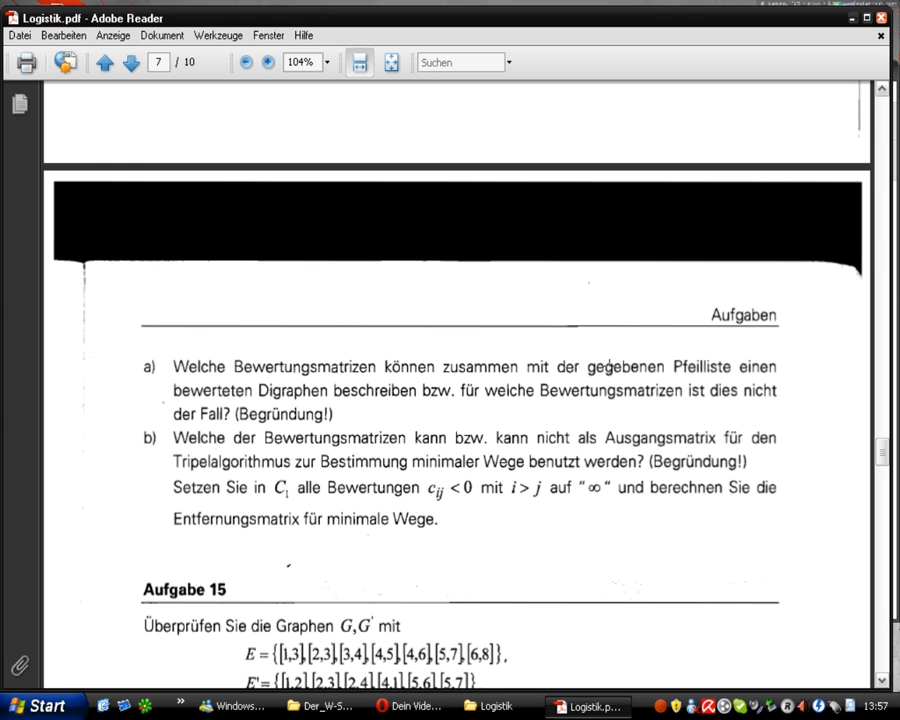 Logistik.pdf - Adobe Reader
Datei Bearbeiten Anzeige Dokument Werkzeuge Fenster Hilfe
7 / 10 104% Suchen
Aufgaben
a) Welche Bewertungsmatrizen können zusammen mit der gegebenen Pfeilliste einen
bewerteten Digraphen beschreiben bzw. für welche Bewertungsmatrizen ist dies nicht
der Fall? (Begründung!)
b) Welche der Bewertungsmatrizen kann bzw. kann nicht als Ausgangsmatrix für den
Tripelalgorithmus zur Bestimmung minimaler Wege benutzt werden? (Begründung!)
Setzen Sie in C₁ alle Bewertungen cᵢⱼ < 0 mit i > j auf "∞" und berechnen Sie die
Entfernungsmatrix für minimale Wege.
Aufgabe 15
Überprüfen Sie die Graphen G,G' mit
E = {[1,3],[2,3],[3,4],[4,5],[4,6],[5,7],[6,8]},
E'= {[1,2],[2,3],[2,4],[4,1],[5,6],[5,7]}
Start » Windows... Der_W-S... Dein Vide... Logistik Logistik.p... 13:57